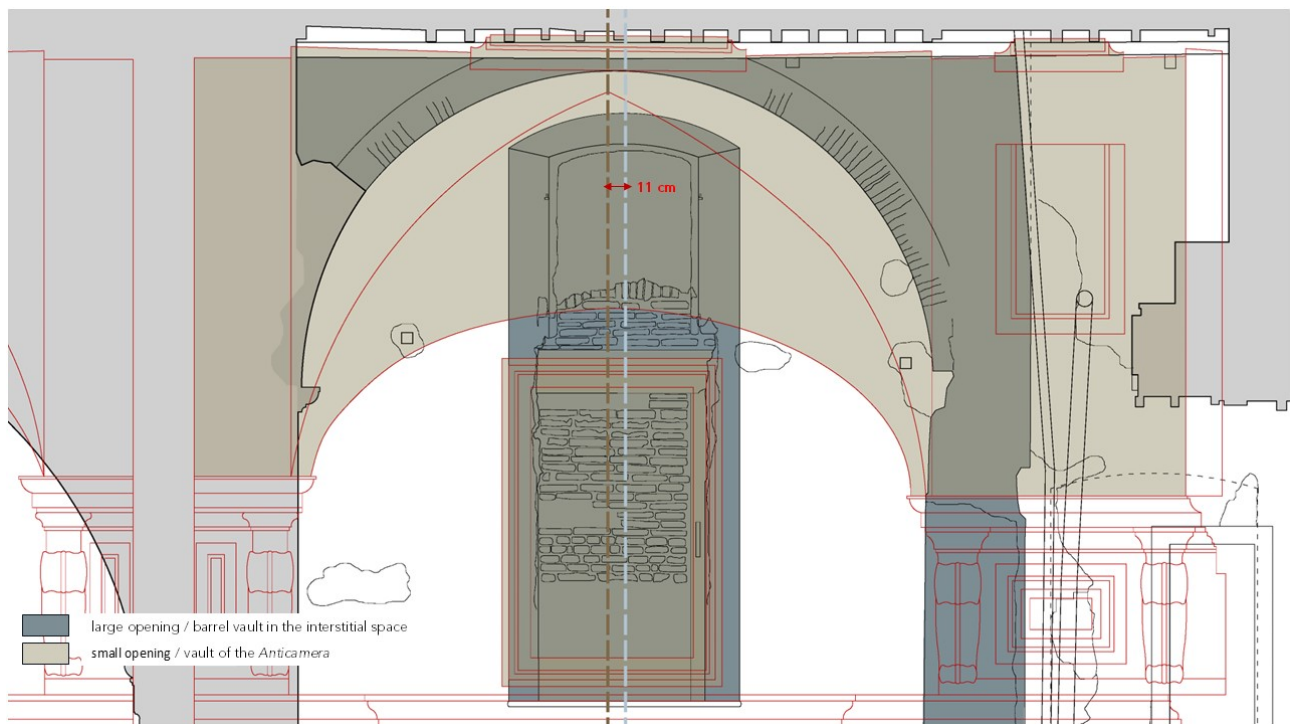 11 cm
large opening / barrel vault in the interstitial space
small opening / vault of the Anticamera